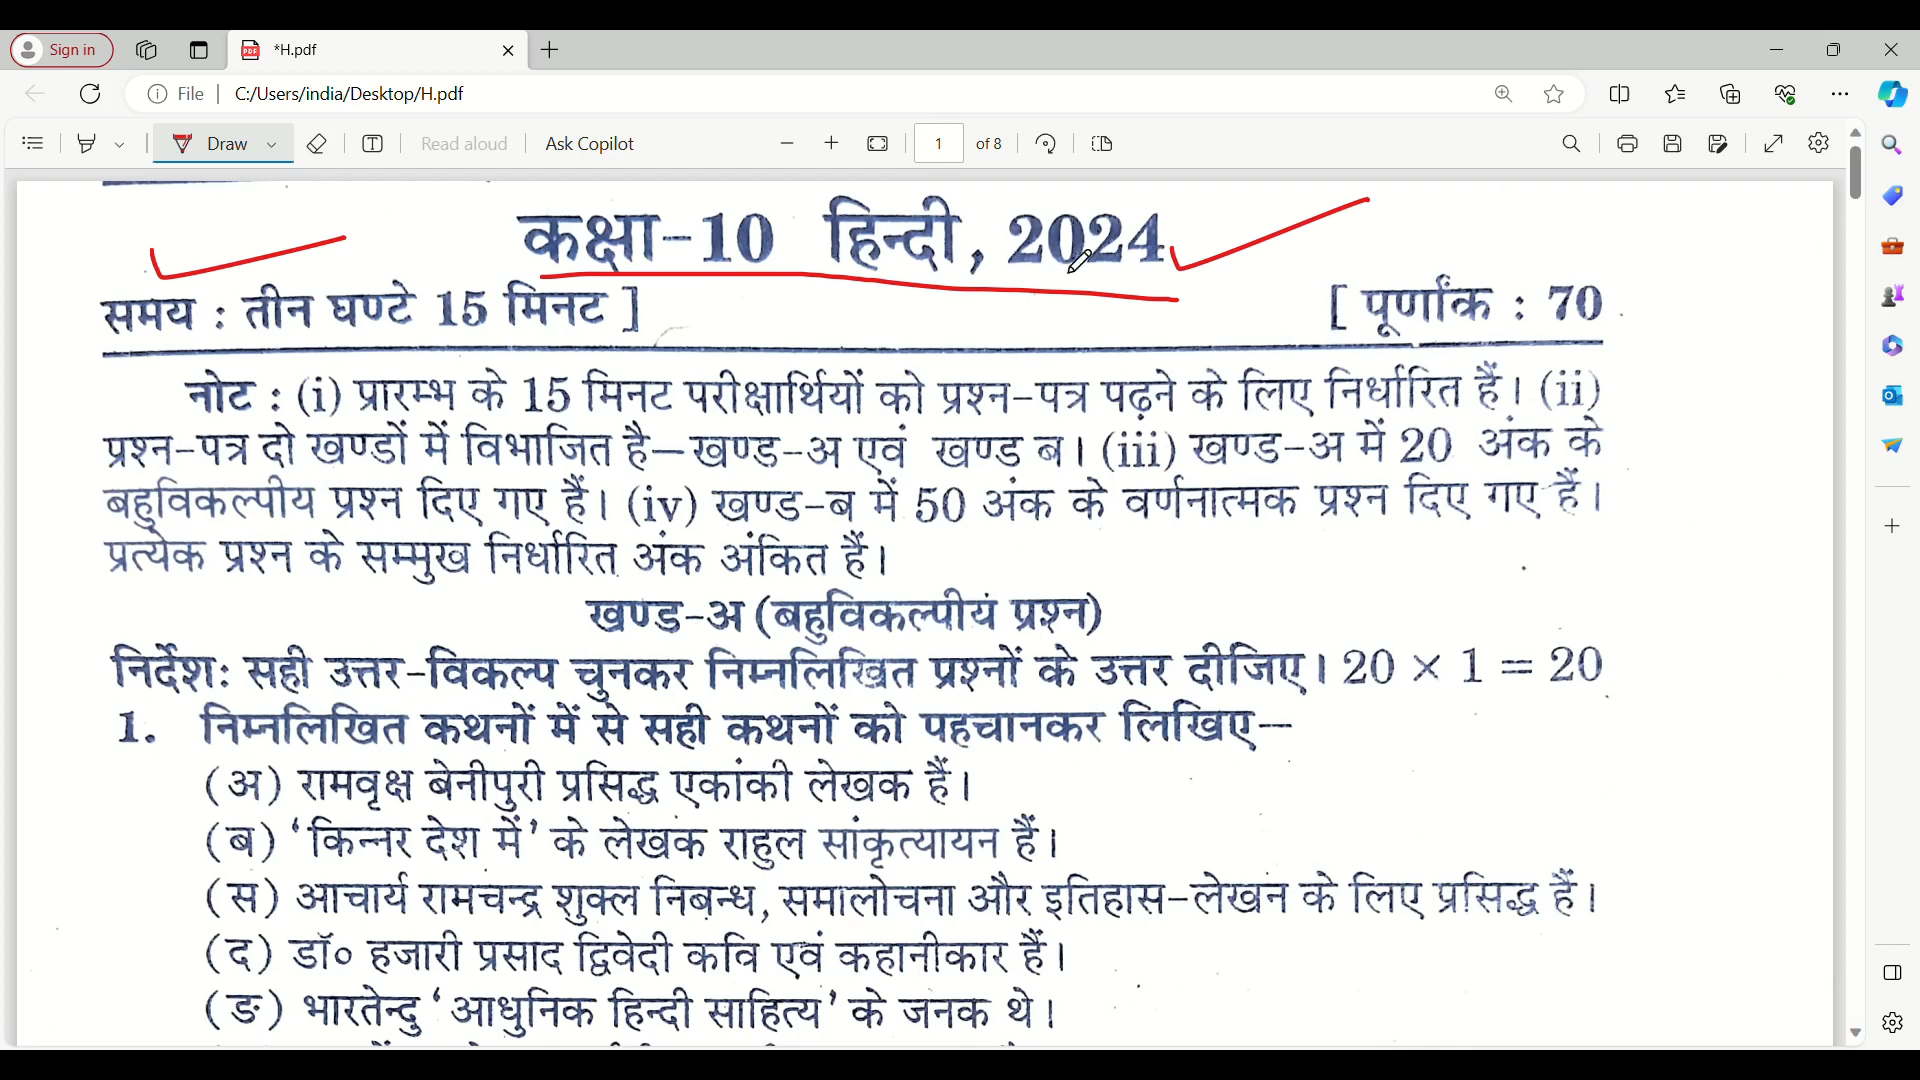 Sign in
*H.pdf
File
C:/Users/india/Desktop/H.pdf
Draw
Read aloud
Ask Copilot
1 of 8
कक्षा-10 हिन्दी, 2024
समय : तीन घण्टे 15 मिनट ]
[ पूर्णांक : 70
नोट : (i) प्रारम्भ के 15 मिनट परीक्षार्थियों को प्रश्न-पत्र पढ़ने के लिए निर्धारित हैं। (ii)
प्रश्न-पत्र दो खण्डों में विभाजित है—खण्ड-अ एवं खण्ड ब। (iii) खण्ड-अ में 20 अंक के
बहुविकल्पीय प्रश्न दिए गए हैं। (iv) खण्ड-ब में 50 अंक के वर्णनात्मक प्रश्न दिए गए हैं।
प्रत्येक प्रश्न के सम्मुख निर्धारित अंक अंकित हैं।
खण्ड-अ (बहुविकल्पीय प्रश्न)
निर्देश: सही उत्तर-विकल्प चुनकर निम्नलिखित प्रश्नों के उत्तर दीजिए। 20 × 1 = 20
1. निम्नलिखित कथनों में से सही कथनों को पहचानकर लिखिए—
(अ) रामवृक्ष बेनीपुरी प्रसिद्ध एकांकी लेखक हैं।
(ब) ‘किन्नर देश में’ के लेखक राहुल सांकृत्यायन हैं।
(स) आचार्य रामचन्द्र शुक्ल निबन्ध, समालोचना और इतिहास-लेखन के लिए प्रसिद्ध हैं।
(द) डॉ० हजारी प्रसाद द्विवेदी कवि एवं कहानीकार हैं।
(ङ) भारतेन्दु ‘आधुनिक हिन्दी साहित्य’ के जनक थे।